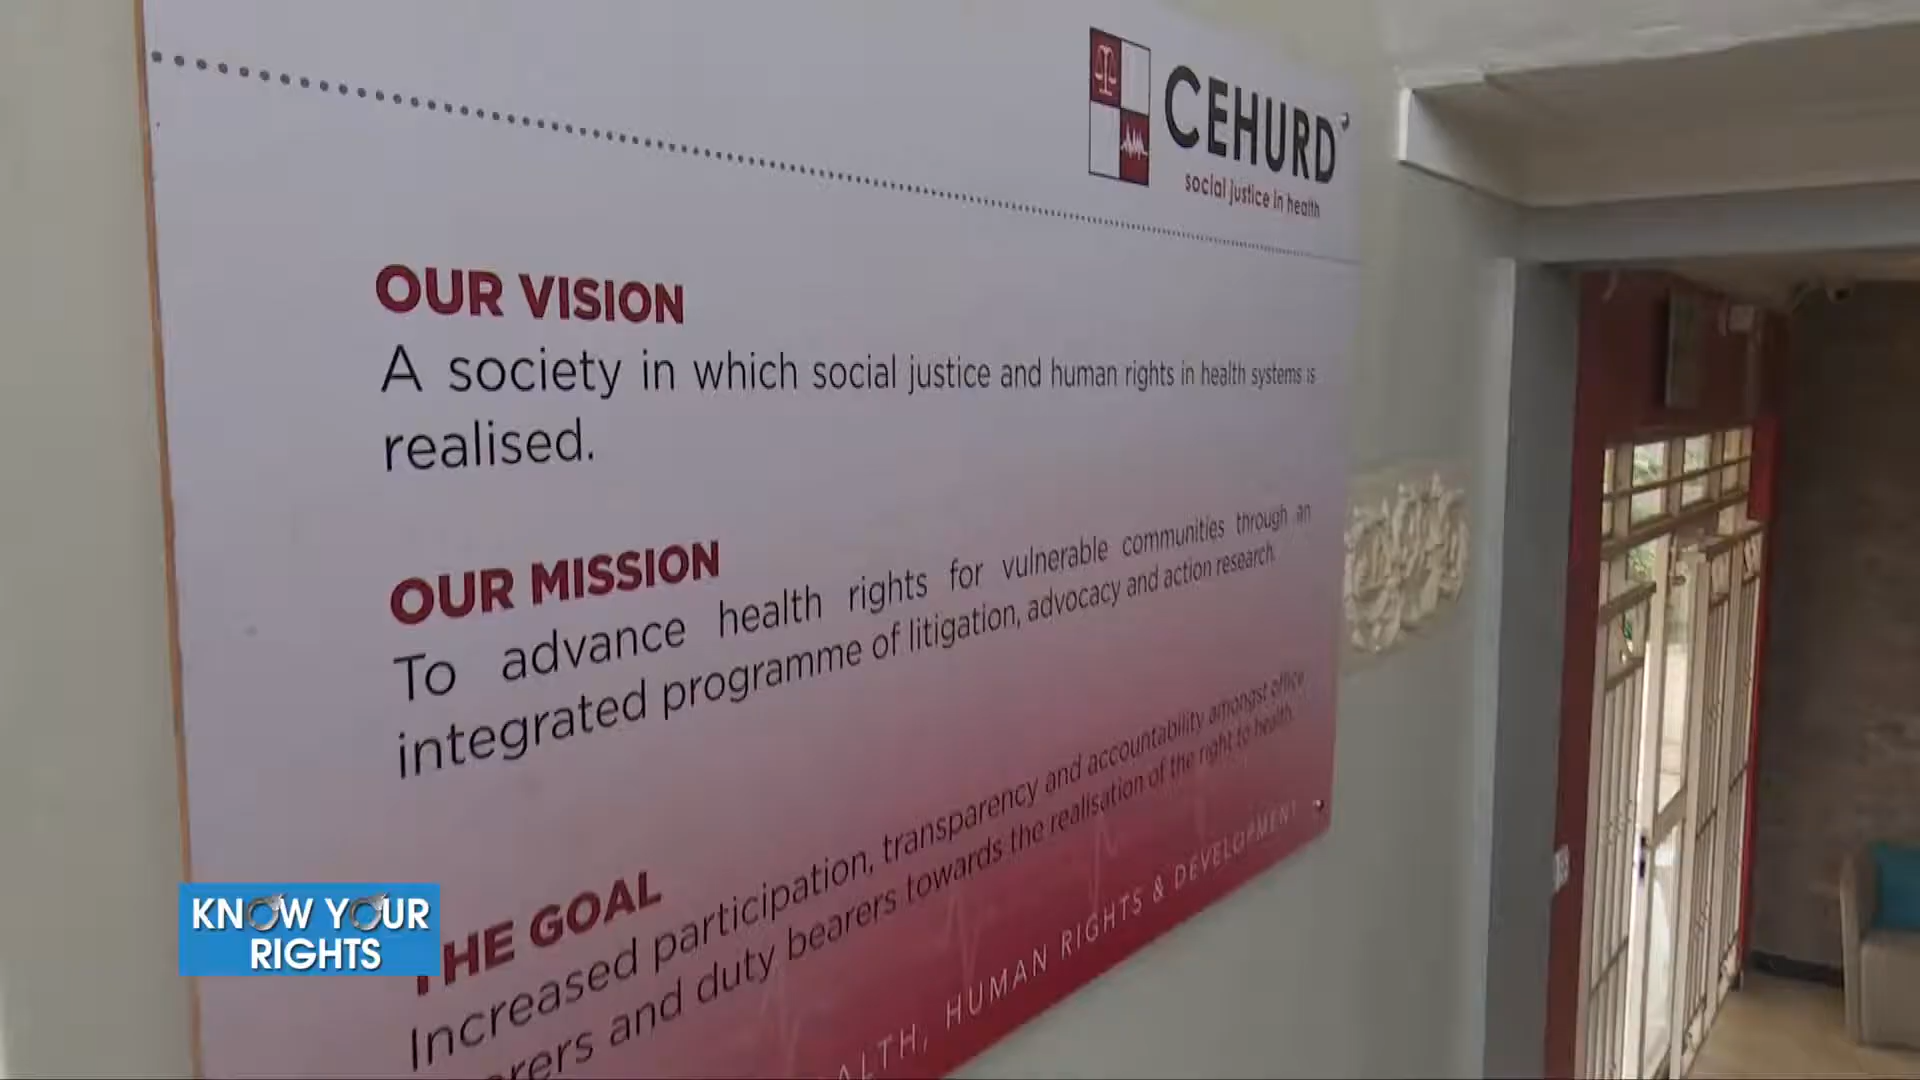 CEHURD
social justice in health
OUR VISION
A society in which social justice and human rights in health systems is
realised.
OUR MISSION
To advance health rights for vulnerable communities through an
integrated programme of litigation, advocacy and action research.
THE GOAL
Increased participation, transparency and accountability amongst office
rers and duty bearers towards the realisation of the right to health.
ALTH, HUMAN RIGHTS & DEVELOPMENT
KNOW YOUR
RIGHTS